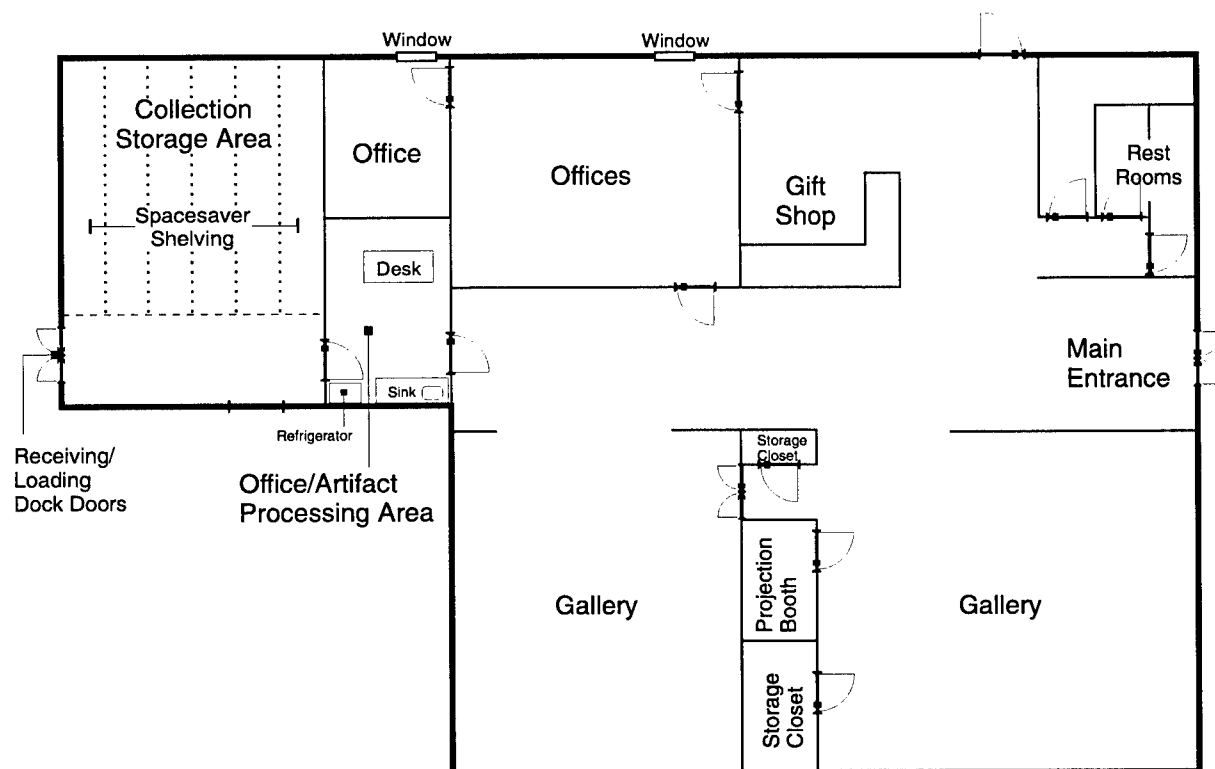 Window
Window
Collection
Storage Area
Office
Offices
Gift
Shop
Rest
Rooms
Spacesaver
Shelving
Desk
Main
Entrance
Sink
Refrigerator
Receiving/
Loading
Dock Doors
Office/Artifact
Processing Area
Storage
Closet
Gallery
Projection
Booth
Gallery
Storage
Closet